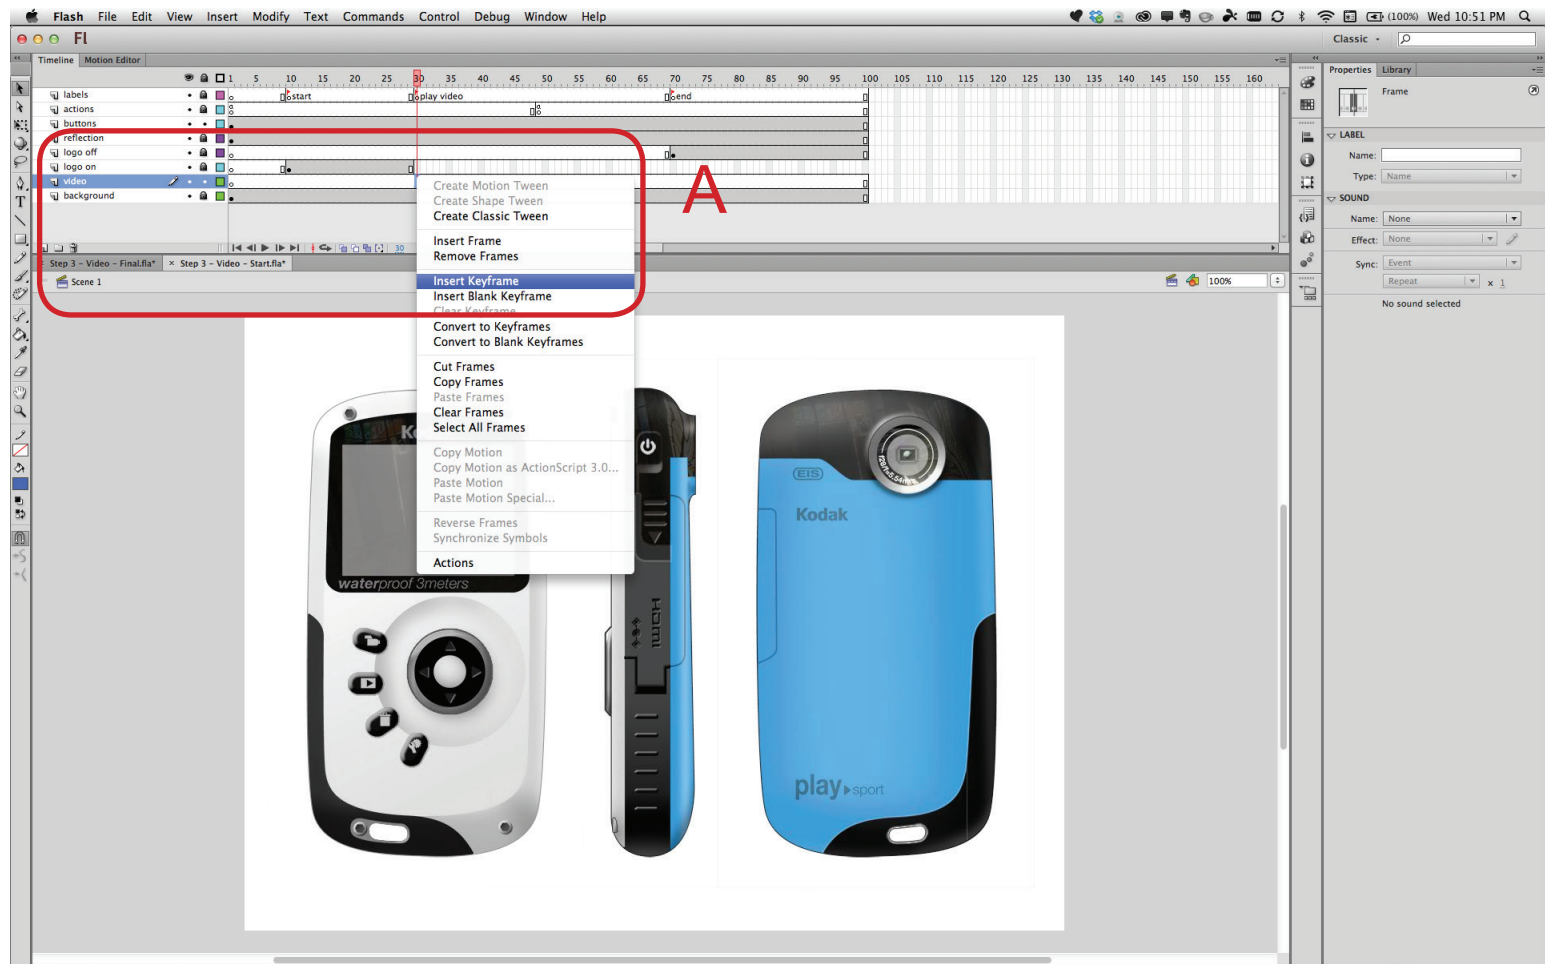 Flash File Edit View Insert Modify Text Commands Control Debug Window Help
(100%) Wed 10:51 PM
Fl
Classic
Timeline Motion Editor
1 5 10 15 20 25 30 35 40 45 50 55 60 65 70 75 80 85 90 95 100 105 110 115 120 125 130 135 140 145 150 155 160
labels start play video end
actions
buttons
reflection
logo off
logo on
video
background
A
30
Step 3 – Video – Final.fla* × Step 3 – Video – Start.fla*
Scene 1
100%
Create Motion Tween
Create Shape Tween
Create Classic Tween
Insert Frame
Remove Frames
Insert Keyframe
Insert Blank Keyframe
Clear Keyframe
Convert to Keyframes
Convert to Blank Keyframes
Cut Frames
Copy Frames
Paste Frames
Clear Frames
Select All Frames
Copy Motion
Copy Motion as ActionScript 3.0...
Paste Motion
Paste Motion Special...
Reverse Frames
Synchronize Symbols
Actions
Properties Library
Frame
LABEL
Name:
Type: Name
SOUND
Name: None
Effect: None
Sync: Event
Repeat x 1
No sound selected
waterproof 3meters
HDMI
EIS
Kodak
play sport